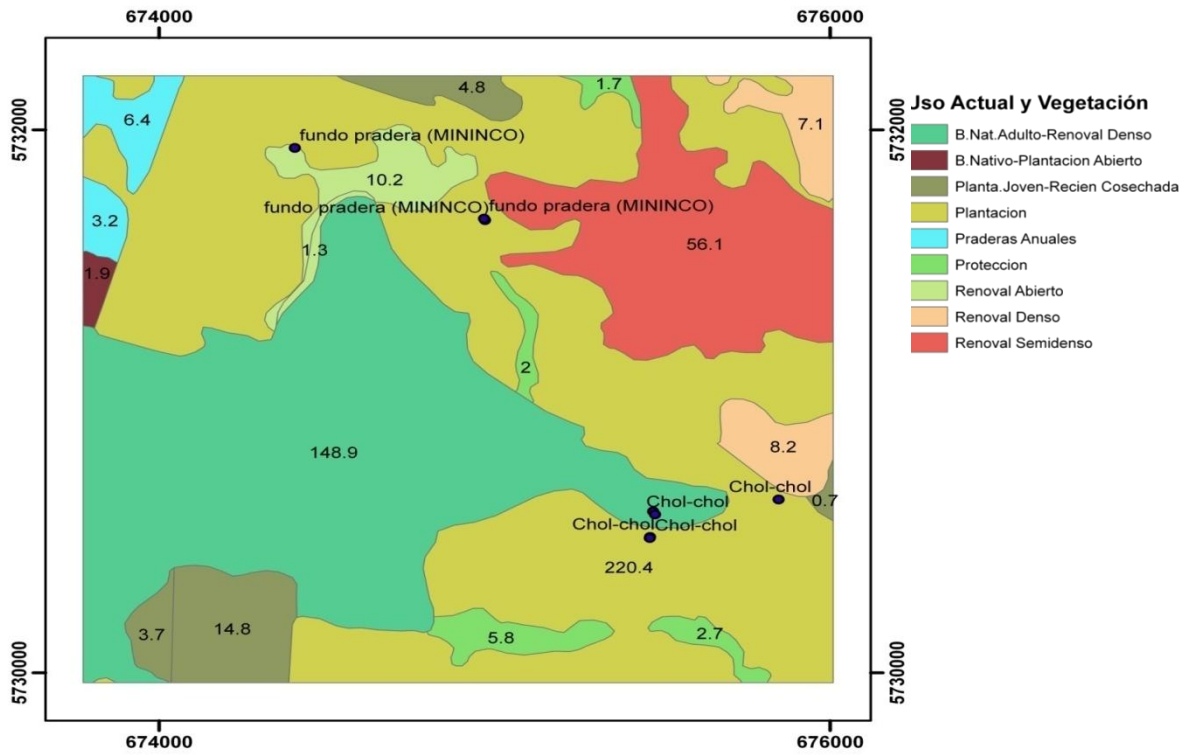 674000
676000
5732000
5732000
4.8
1.7
6.4
7.1
fundo pradera (MININCO)
10.2
fundo pradera (MININCO)
fundo pradera (MININCO)
3.2
1.3
56.1
1.9
2
148.9
8.2
Chol-chol
0.7
Chol-chol
Chol-chol
Chol-chol
220.4
3.7
14.8
5.8
2.7
5730000
5730000
674000
676000
Uso Actual y Vegetación
B.Nat.Adulto-Renoval Denso
B.Nativo-Plantacion Abierto
Planta.Joven-Recien Cosechada
Plantacion
Praderas Anuales
Proteccion
Renoval Abierto
Renoval Denso
Renoval Semidenso